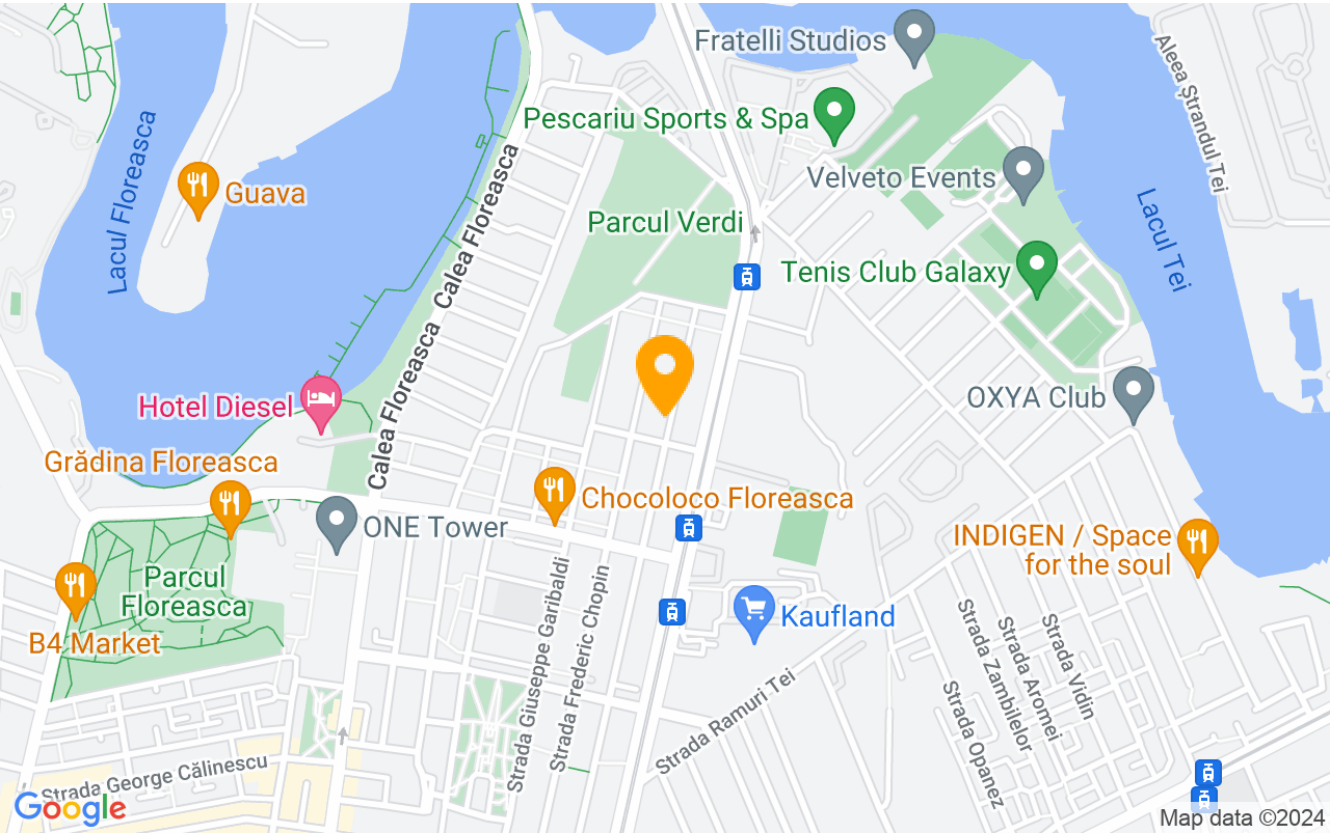 Fratelli Studios
Aleea Ștrandul Tei
Pescariu Sports & Spa
Lacul Floreasca
Calea Floreasca
Velveto Events
Guava
Parcul Verdi
Lacul Tei
Tenis Club Galaxy
Calea Floreasca
Hotel Diesel
OXYA Club
Grădina Floreasca
Chocoloco Floreasca
ONE Tower
INDIGEN / Space
for the soul
Parcul
Floreasca
B4 Market
Kaufland
Strada Giuseppe Garibaldi
Strada Frederic Chopin
Strada Zambilelor
Strada Aromei
Strada Vidin
Strada Opanez
Strada Ramuri Tei
Strada George Călinescu
Google
Map data ©2024